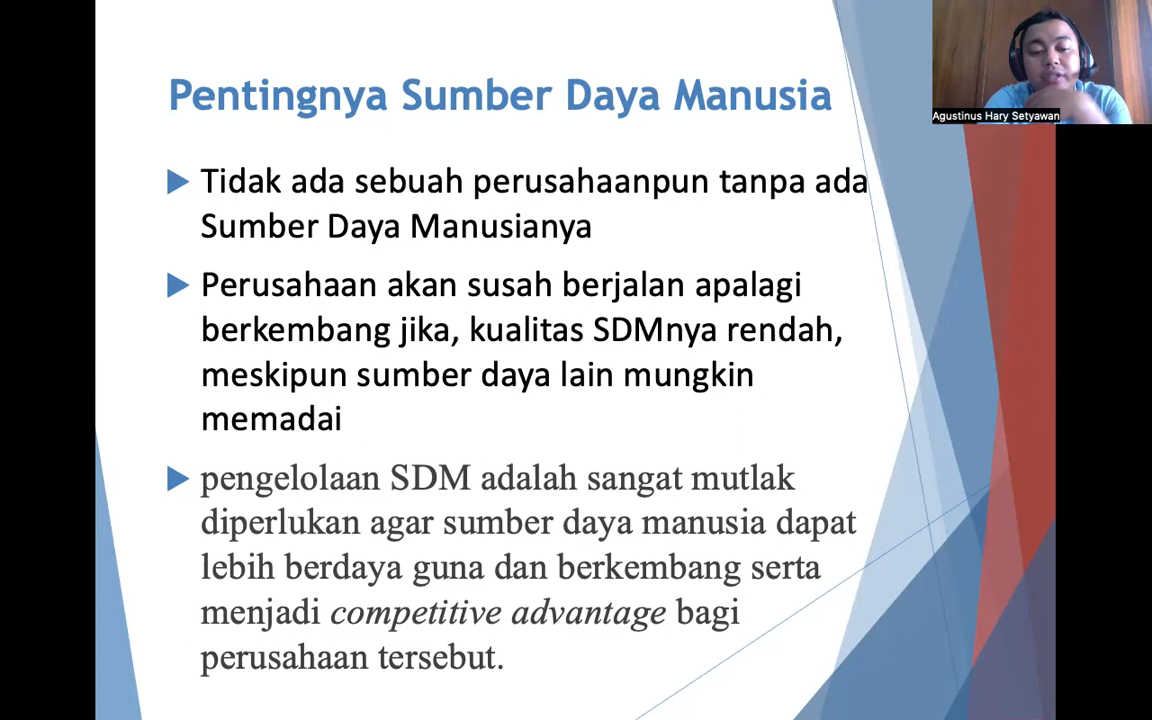 Pentingnya Sumber Daya Manusia
Agustinus Hary Setyawan
Tidak ada sebuah perusahaanpun tanpa ada
Sumber Daya Manusianya
Perusahaan akan susah berjalan apalagi
berkembang jika, kualitas SDMnya rendah,
meskipun sumber daya lain mungkin
memadai
pengelolaan SDM adalah sangat mutlak
diperlukan agar sumber daya manusia dapat
lebih berdaya guna dan berkembang serta
menjadi competitive advantage bagi
perusahaan tersebut.